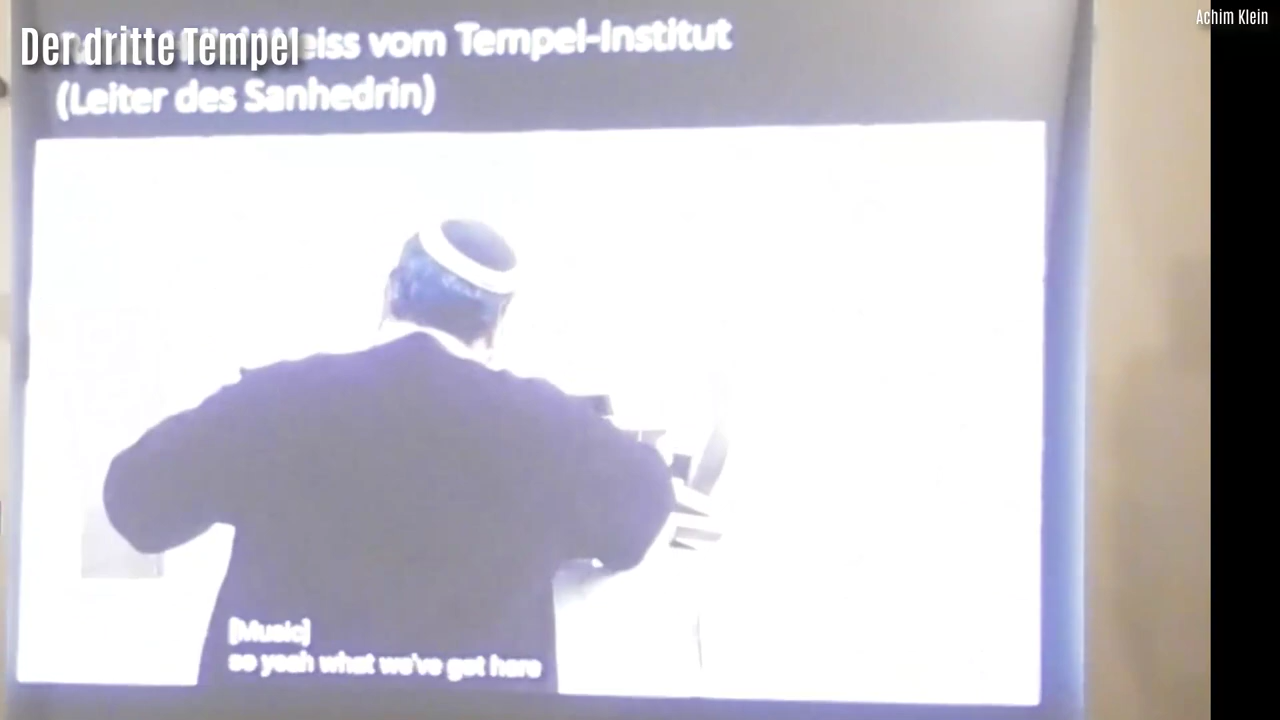 Der dritte Tempel
Achim Klein
eiss vom Tempel-Institut
(Leiter des Sanhedrin)
[Music]
so yeah what we've got here